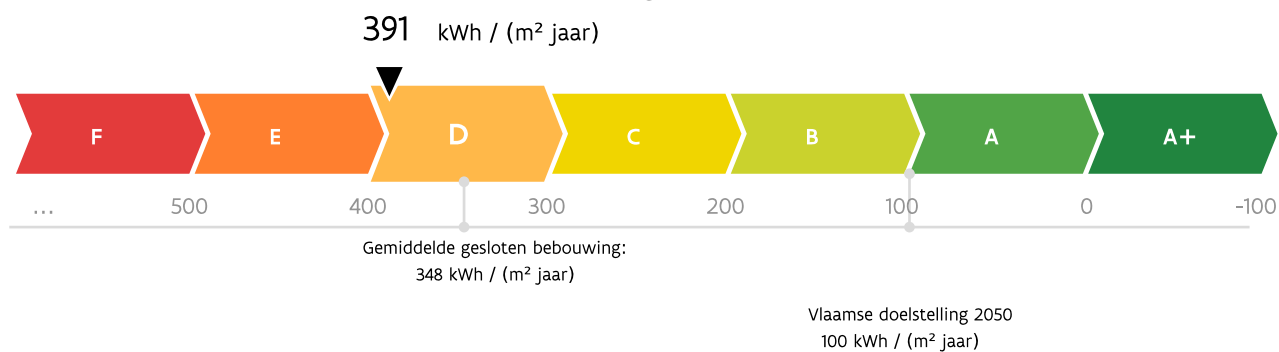 391 kWh / (m² jaar)
F E D C B A A+
... 500 400 300 200 100 0 -100
Gemiddelde gesloten bebouwing:
348 kWh / (m² jaar)
Vlaamse doelstelling 2050
100 kWh / (m² jaar)